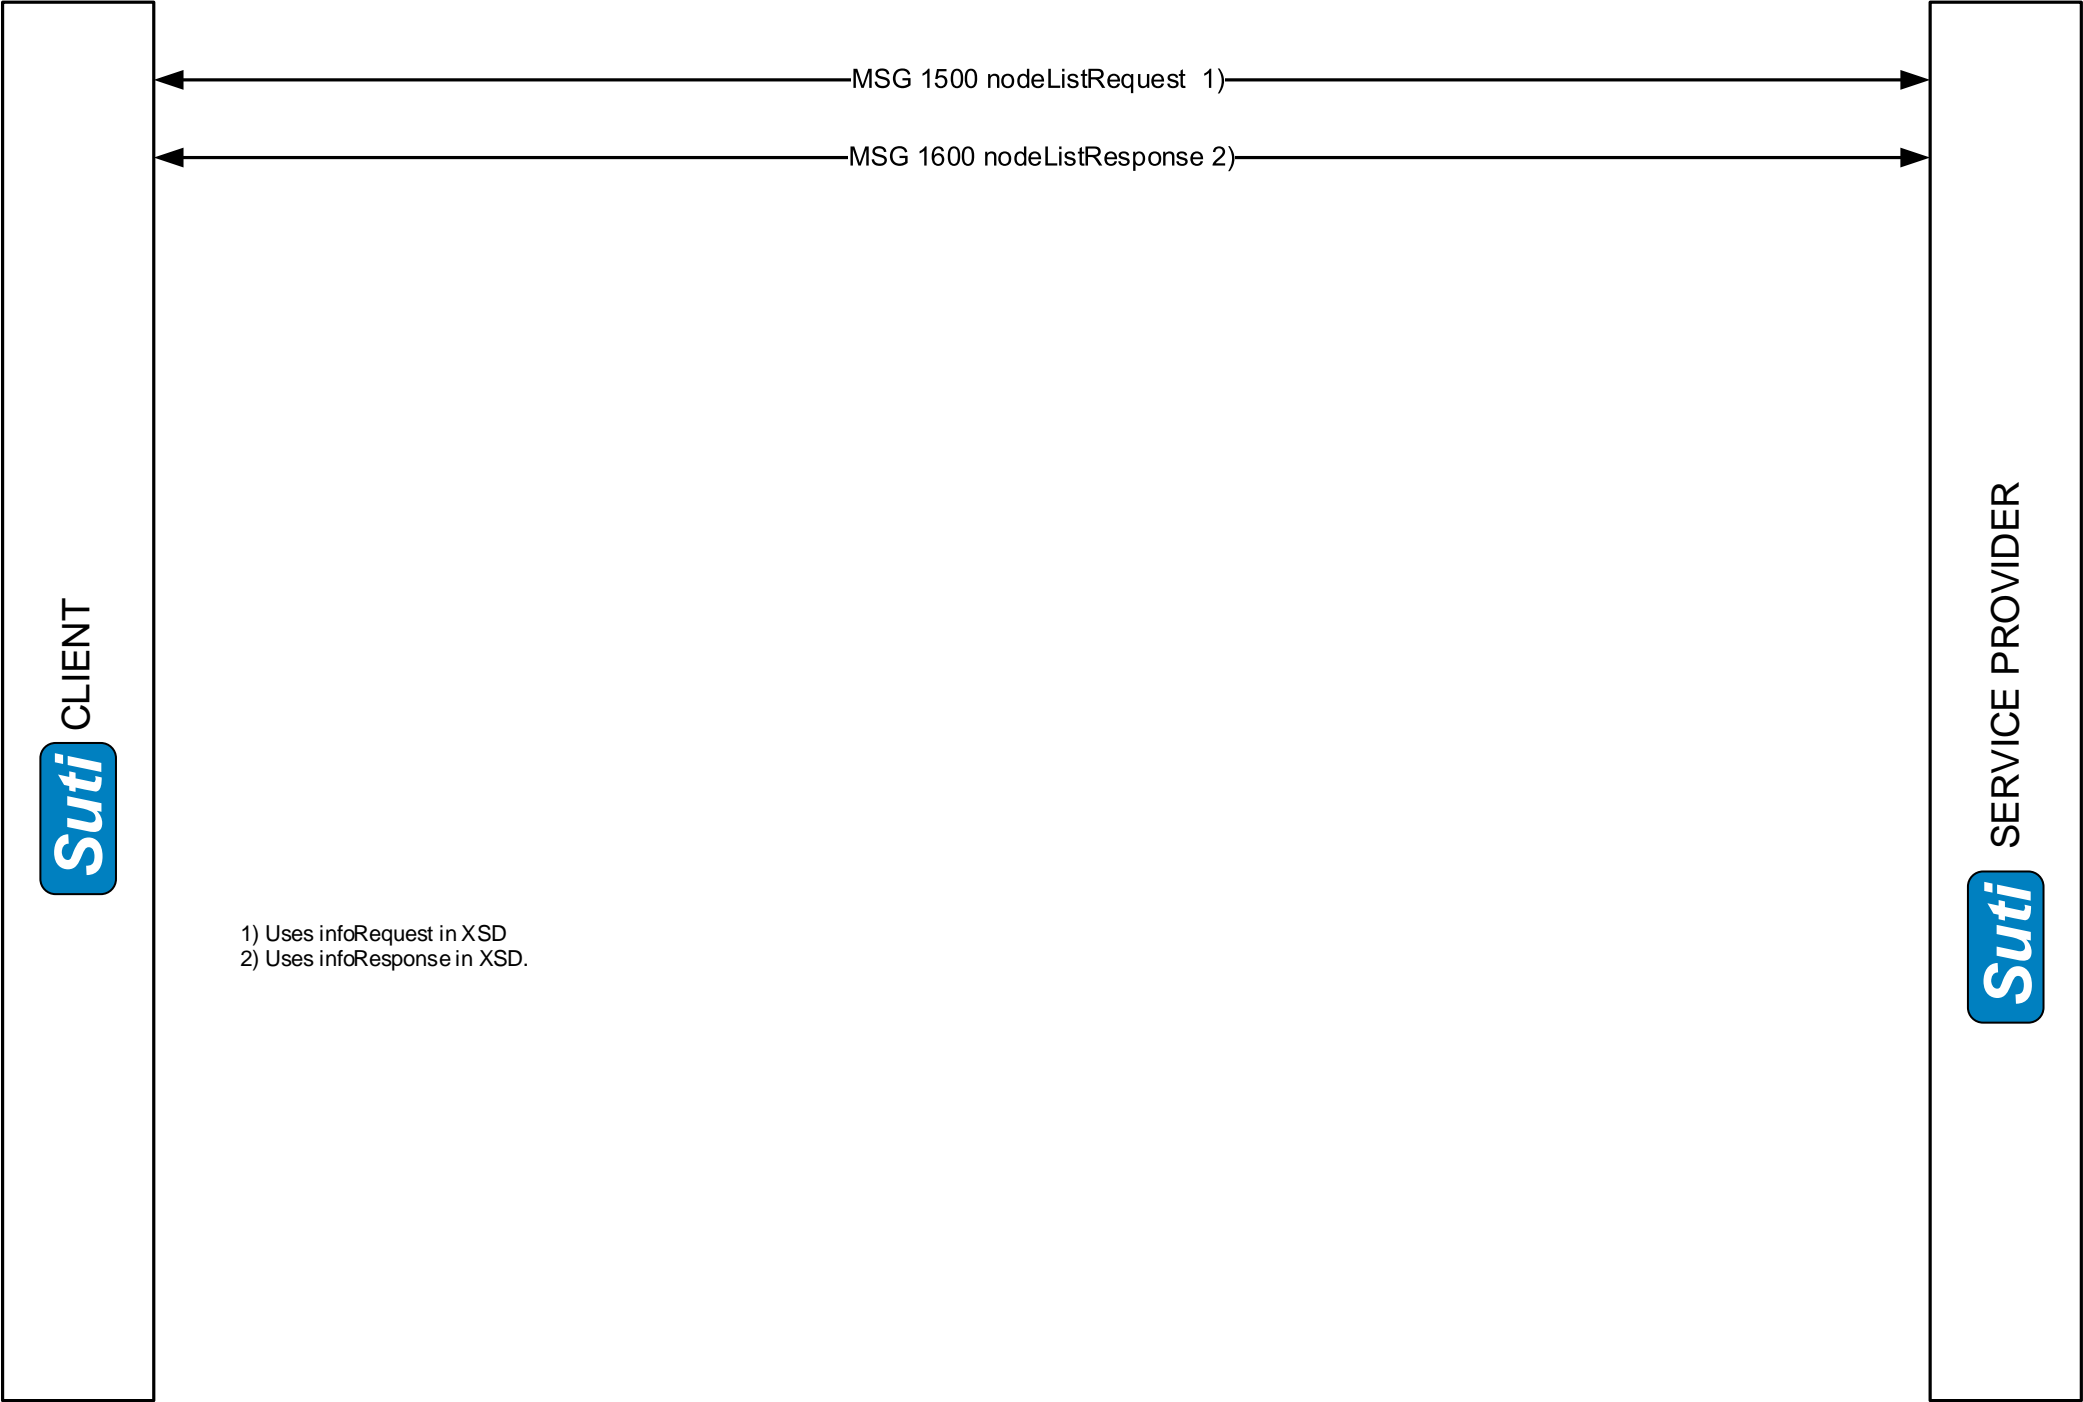 MSG 1500 nodeListRequest  1)
MSG 1600 nodeListResponse 2)
Suti CLIENT
Suti SERVICE PROVIDER
1) Uses infoRequest in XSD
2) Uses infoResponse in XSD.